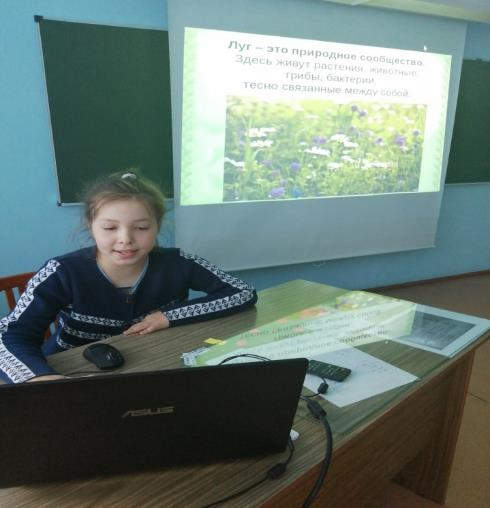 Луг – это природное сообщество.
Здесь живут растения, животные,
грибы, бактерии,
тесно связанные между собой.
ASUS